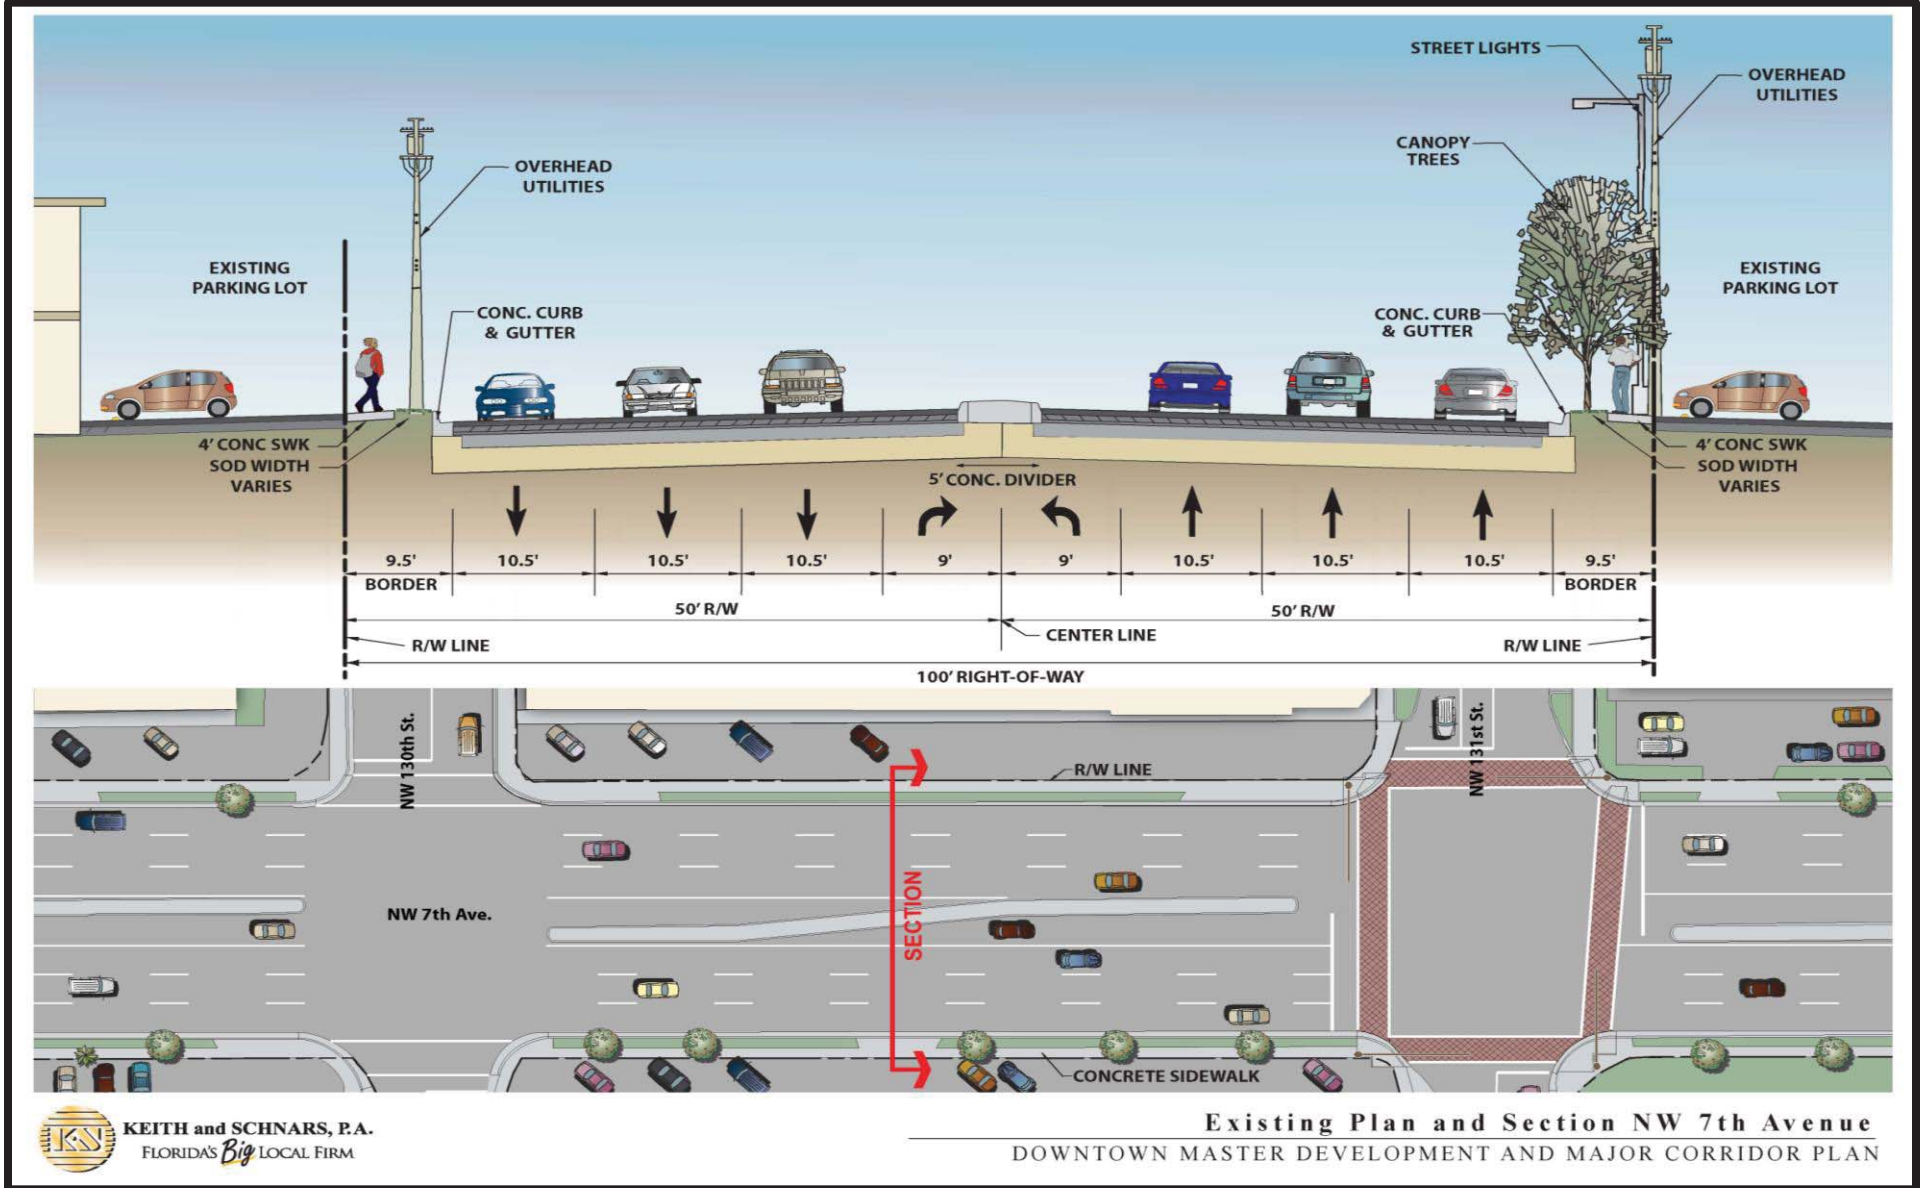 STREET LIGHTS
OVERHEAD
UTILITIES
CANOPY
TREES
OVERHEAD
UTILITIES
EXISTING
PARKING LOT
EXISTING
PARKING LOT
CONC. CURB
& GUTTER
CONC. CURB
& GUTTER
4' CONC SWK
SOD WIDTH
VARIES
4' CONC SWK
SOD WIDTH
VARIES
5' CONC. DIVIDER
9.5' 10.5' 10.5' 10.5' 9' 9' 10.5' 10.5' 10.5' 9.5'
BORDER BORDER
50' R/W 50' R/W
CENTER LINE
R/W LINE R/W LINE
100' RIGHT-OF-WAY
NW 130th St.
NW 131st St.
R/W LINE
NW 7th Ave.
SECTION
CONCRETE SIDEWALK
KS
KEITH and SCHNARS, P.A.
FLORIDA'S Big LOCAL FIRM
Existing Plan and Section NW 7th Avenue
DOWNTOWN MASTER DEVELOPMENT AND MAJOR CORRIDOR PLAN